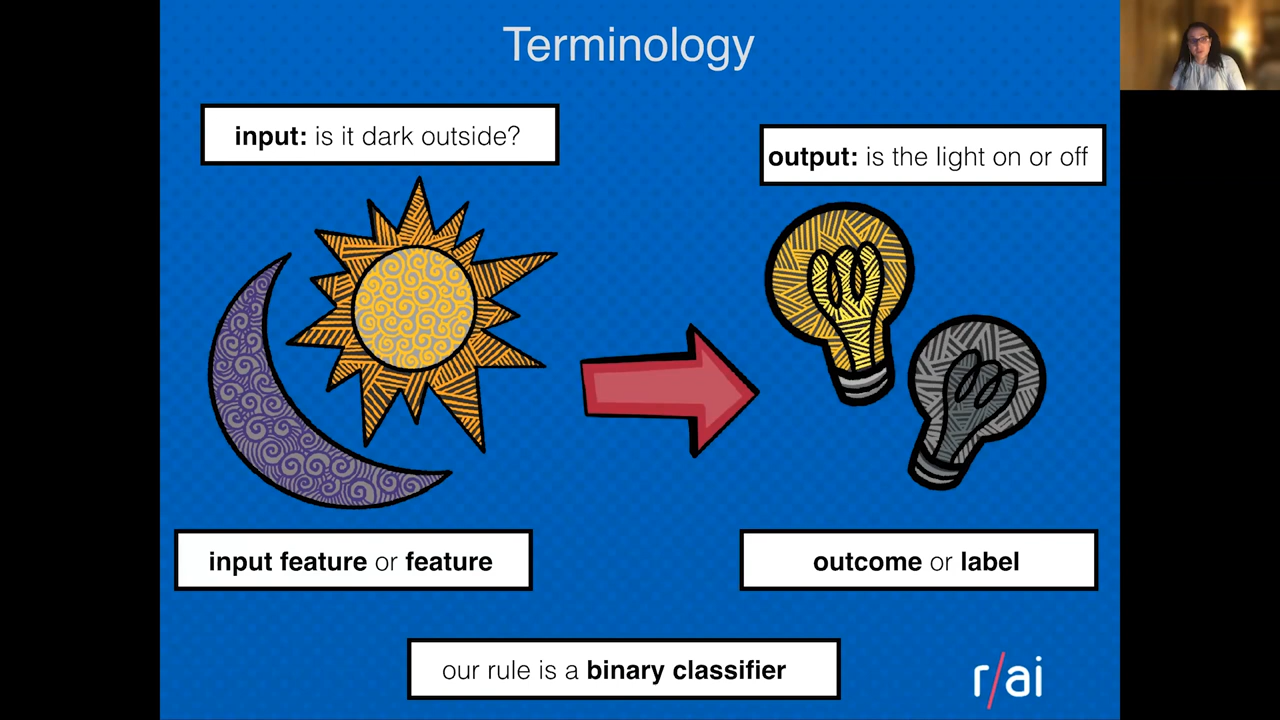 Terminology
input: is it dark outside?
output: is the light on or off
input feature or feature
outcome or label
our rule is a binary classifier
r/ai